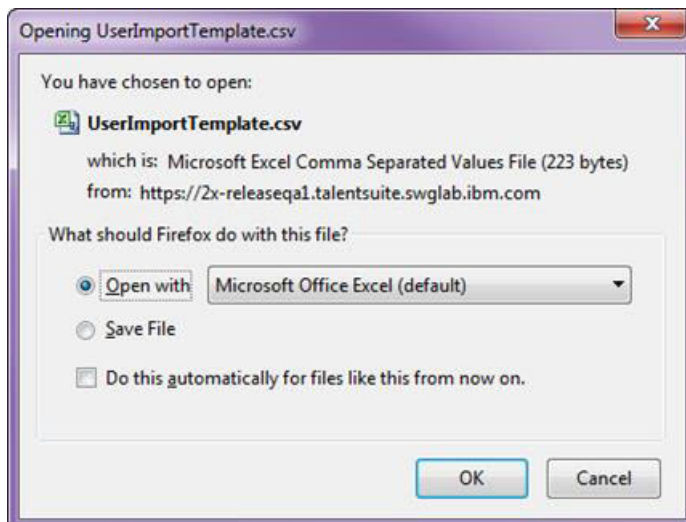 Opening UserImportTemplate.csv
You have chosen to open:
UserImportTemplate.csv
which is: Microsoft Excel Comma Separated Values File (223 bytes)
from: https://2x-releaseqa1.talentsuite.swglab.ibm.com
What should Firefox do with this file?
Open with Microsoft Office Excel (default)
Save File
Do this automatically for files like this from now on.
OK Cancel